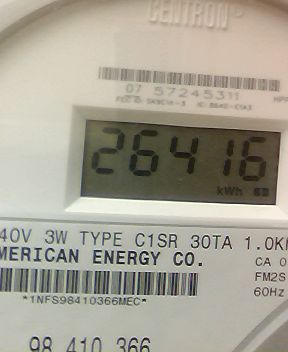 CENTRON
07 57245311
26416
kWh
40V 3W TYPE C1SR 30TA 1.0K
MERICAN ENERGY CO.
CA 0
FM2S
60Hz
*1NFS98410366MEC*
98 410 366